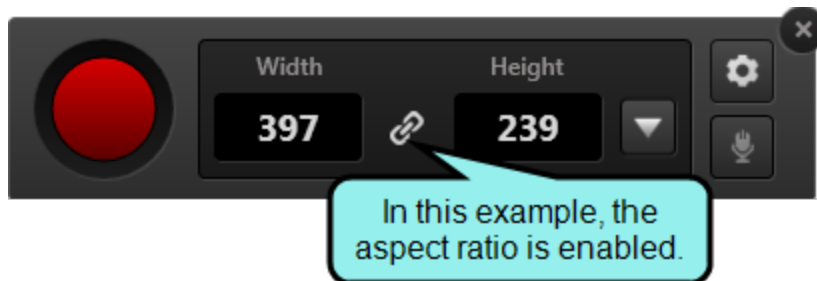 Width Height
397 239
In this example, the
aspect ratio is enabled.